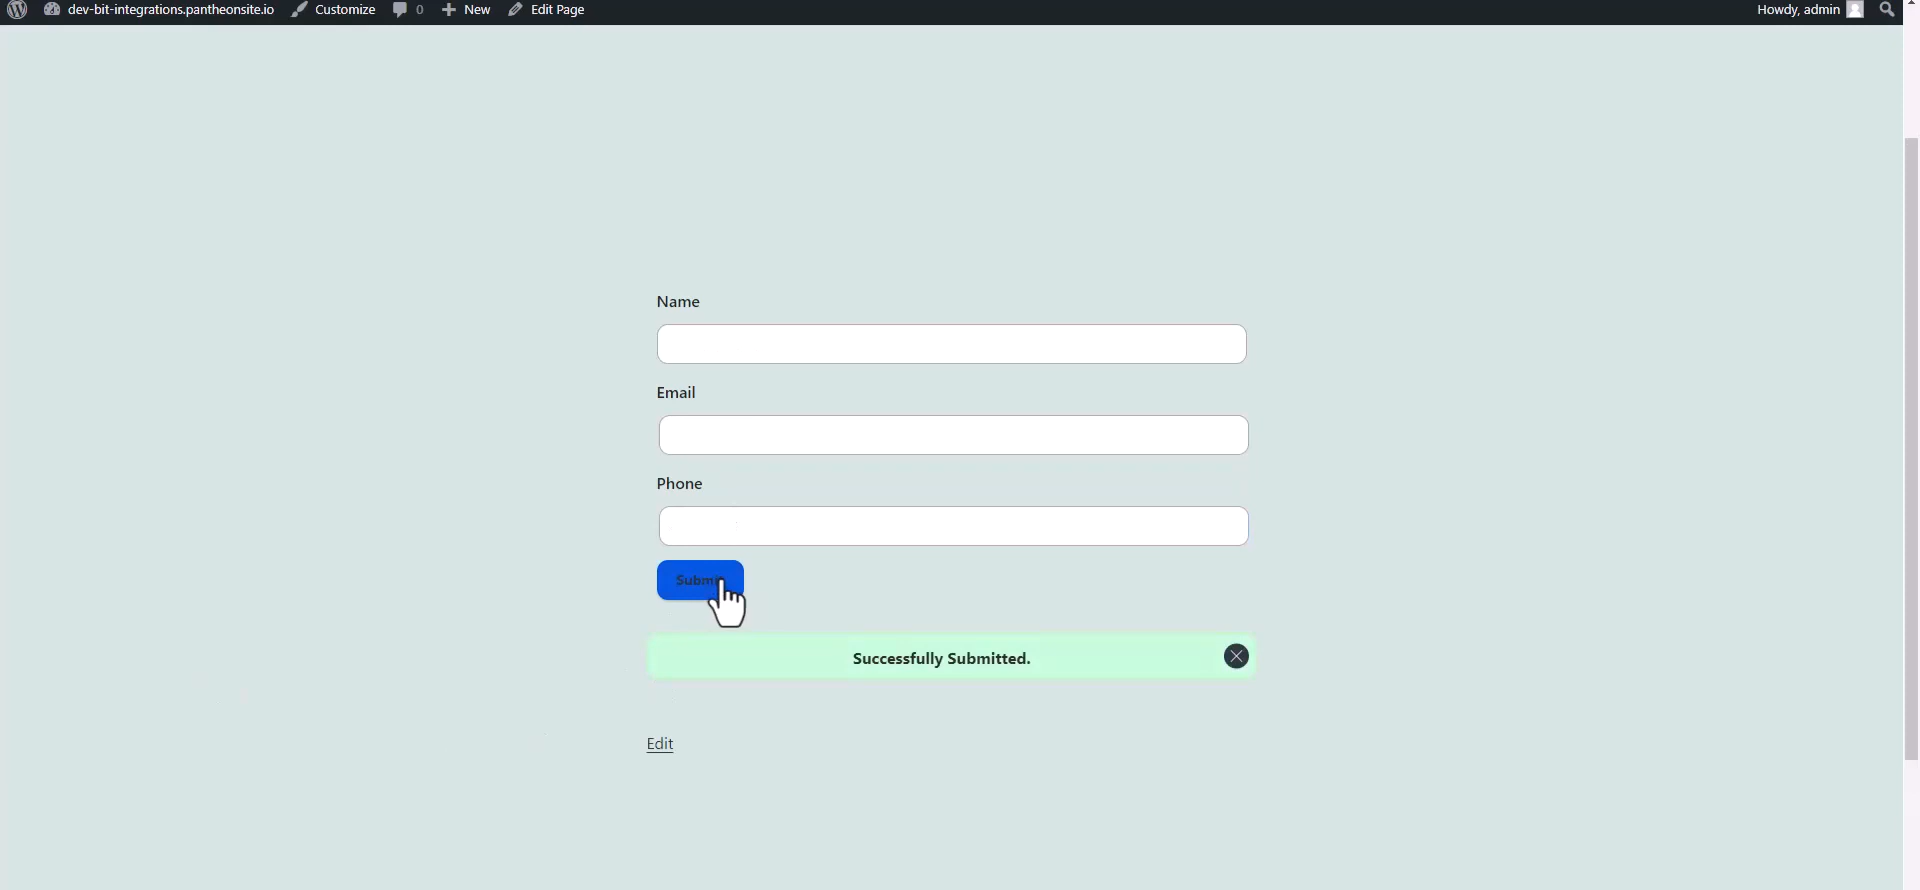 dev-bit-integrations.pantheonsite.io Customize 0 New Edit Page Howdy, admin
Name
Email
Phone
Successfully Submitted.
Edit